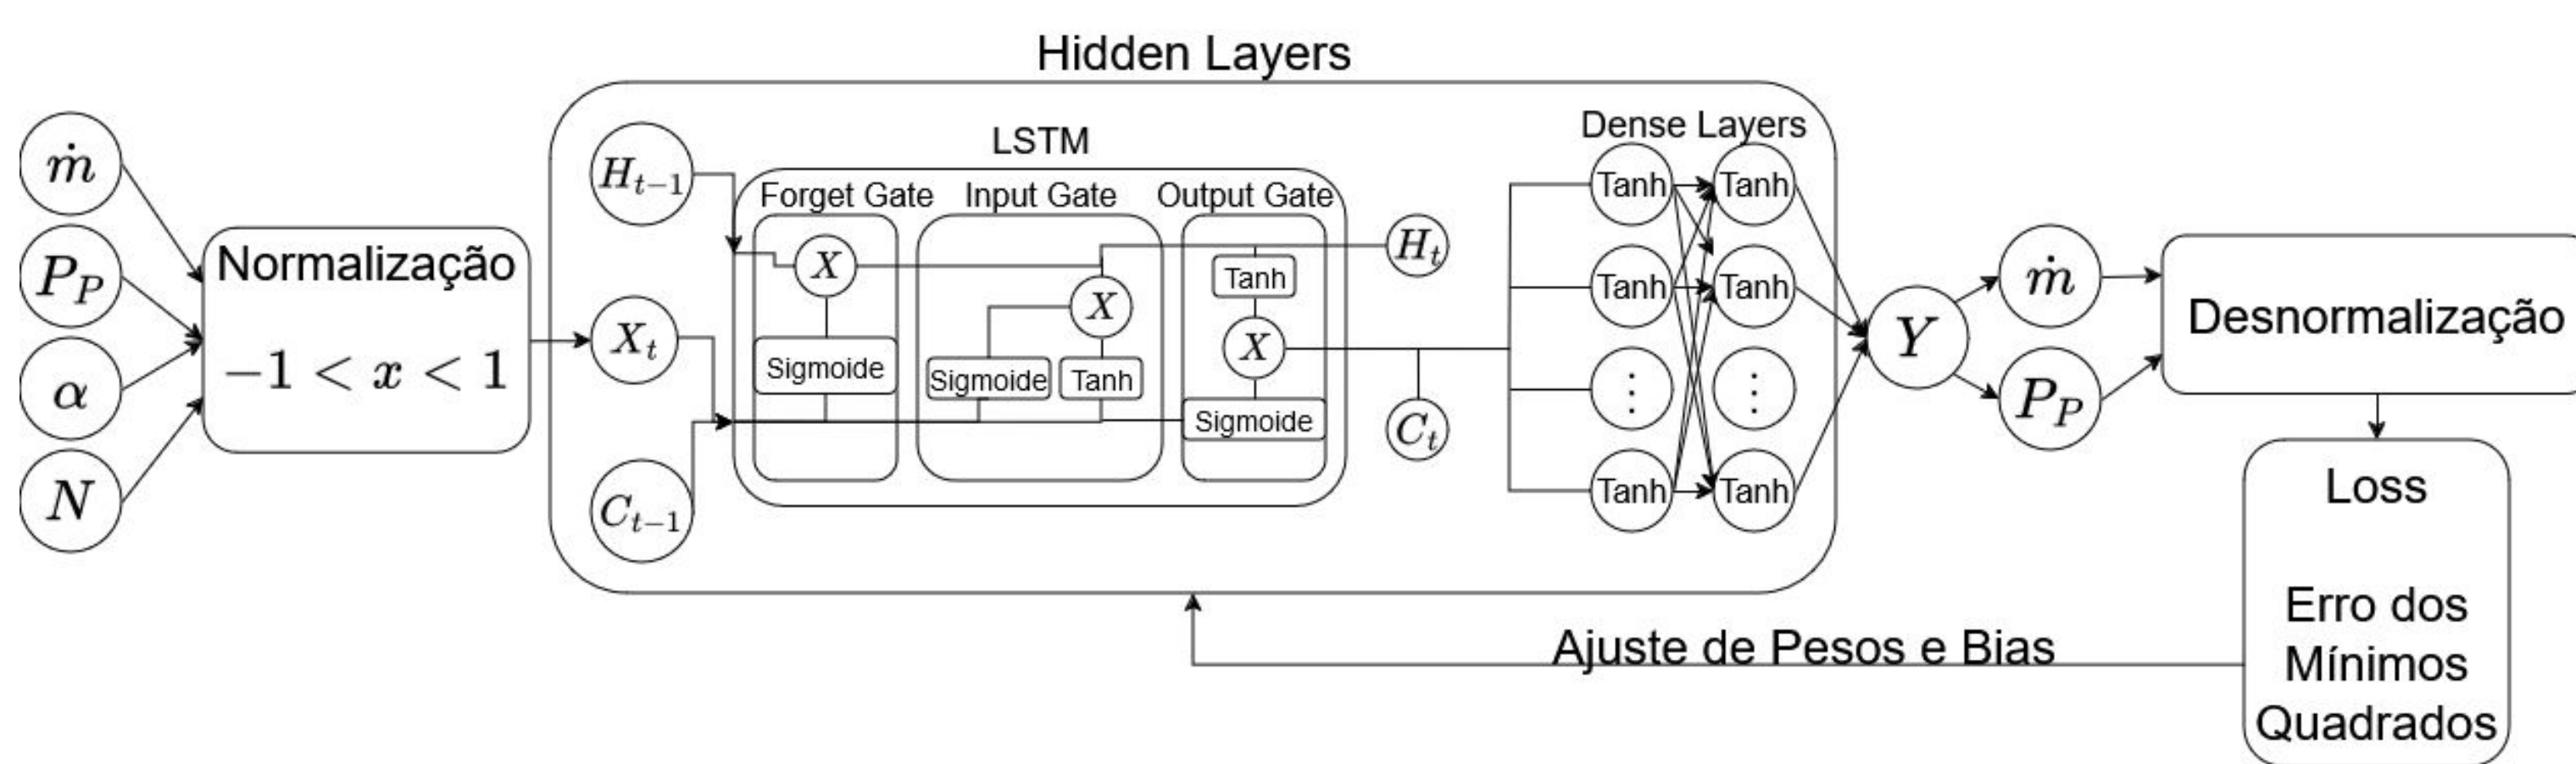 Hidden Layers
ṁ
P_P
α
N
Normalização
−1 < x < 1
H_{t−1}
X_t
C_{t−1}
LSTM
Forget Gate
Input Gate
Output Gate
X
Sigmoide
X
Sigmoide
Tanh
Tanh
X
Sigmoide
H_t
C_t
Dense Layers
Tanh
Tanh
Tanh
Tanh
⋮
⋮
Tanh
Tanh
Y
ṁ
P_P
Desnormalização
Loss
Erro dos
Mínimos
Quadrados
Ajuste de Pesos e Bias